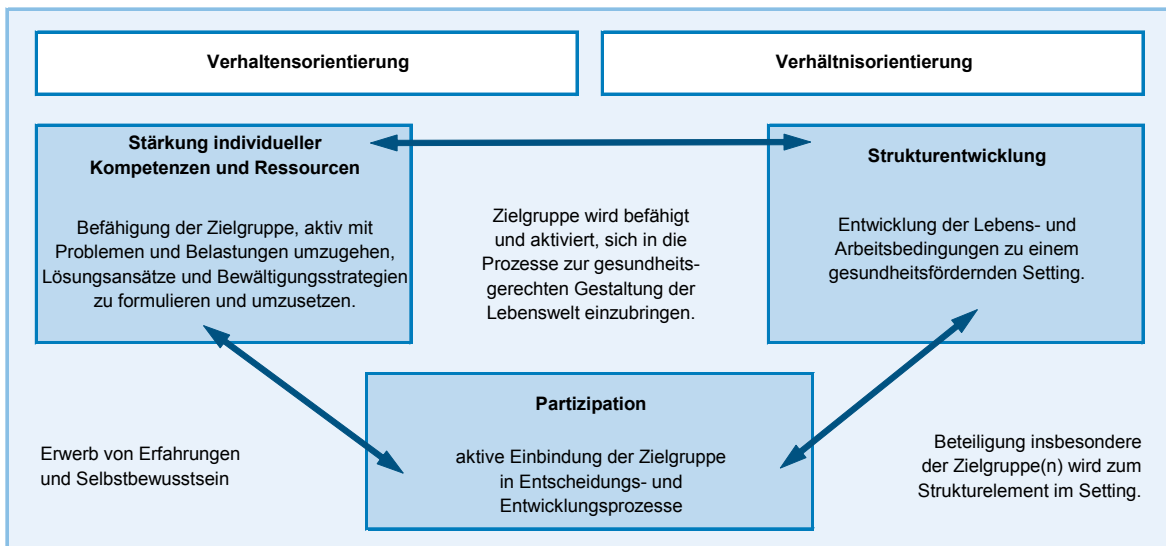 Verhaltensorientierung
Verhältnisorientierung
Stärkung individueller
Kompetenzen und Ressourcen
Befähigung der Zielgruppe, aktiv mit
Problemen und Belastungen umzugehen,
Lösungsansätze und Bewältigungsstrategien
zu formulieren und umzusetzen.
Zielgruppe wird befähigt
und aktiviert, sich in die
Prozesse zur gesundheits-
gerechten Gestaltung der
Lebenswelt einzubringen.
Strukturentwicklung
Entwicklung der Lebens- und
Arbeitsbedingungen zu einem
gesundheitsfördernden Setting.
Erwerb von Erfahrungen
und Selbstbewusstsein
Partizipation
aktive Einbindung der Zielgruppe
in Entscheidungs- und
Entwicklungsprozesse
Beteiligung insbesondere
der Zielgruppe(n) wird zum
Strukturelement im Setting.